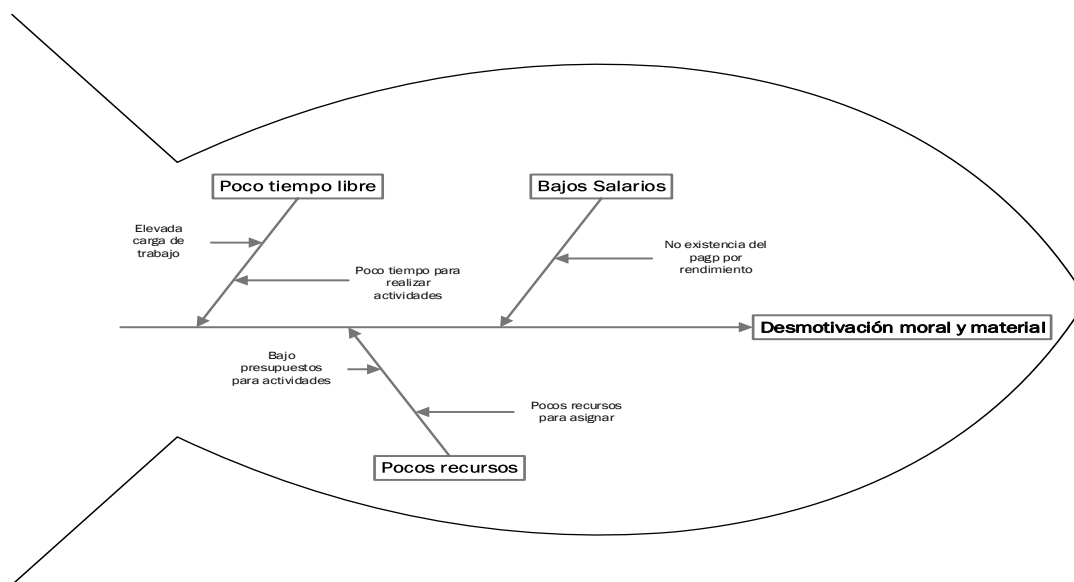 Poco tiempo libre
Bajos Salarios
Elevada
carga de
trabajo
No existencia del
pagp por
rendimiento
Poco tiempo para
realizar
actividades
Desmotivación moral y material
Bajo
presupuestos
para actividades
Pocos recursos
para asignar
Pocos recursos